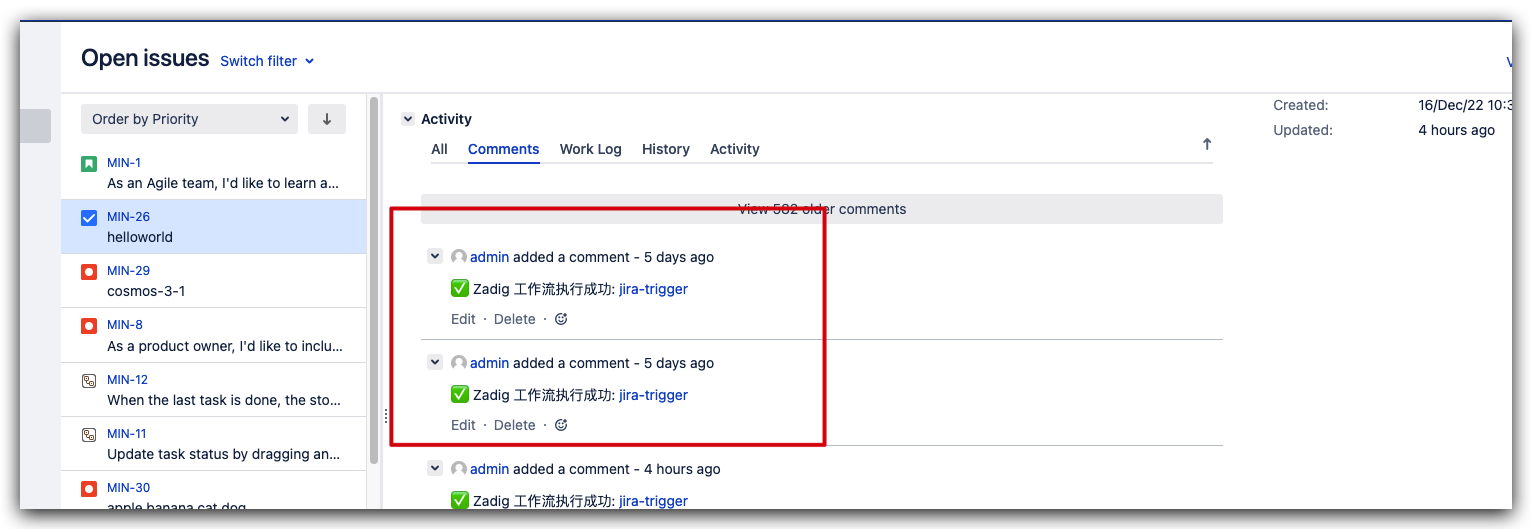 Open issues Switch filter
Order by Priority
MIN-1
As an Agile team, I'd like to learn a...
MIN-26
helloworld
MIN-29
cosmos-3-1
MIN-8
As a product owner, I'd like to inclu...
MIN-12
When the last task is done, the sto...
MIN-11
Update task status by dragging an...
MIN-30
apple banana cat dog
Activity
All Comments Work Log History Activity
View 582 older comments
admin added a comment - 5 days ago
✅ Zadig 工作流执行成功: jira-trigger
Edit · Delete ·
admin added a comment - 5 days ago
✅ Zadig 工作流执行成功: jira-trigger
Edit · Delete ·
admin added a comment - 4 hours ago
✅ Zadig 工作流执行成功: jira-trigger
Created: 16/Dec/22 10:3
Updated: 4 hours ago